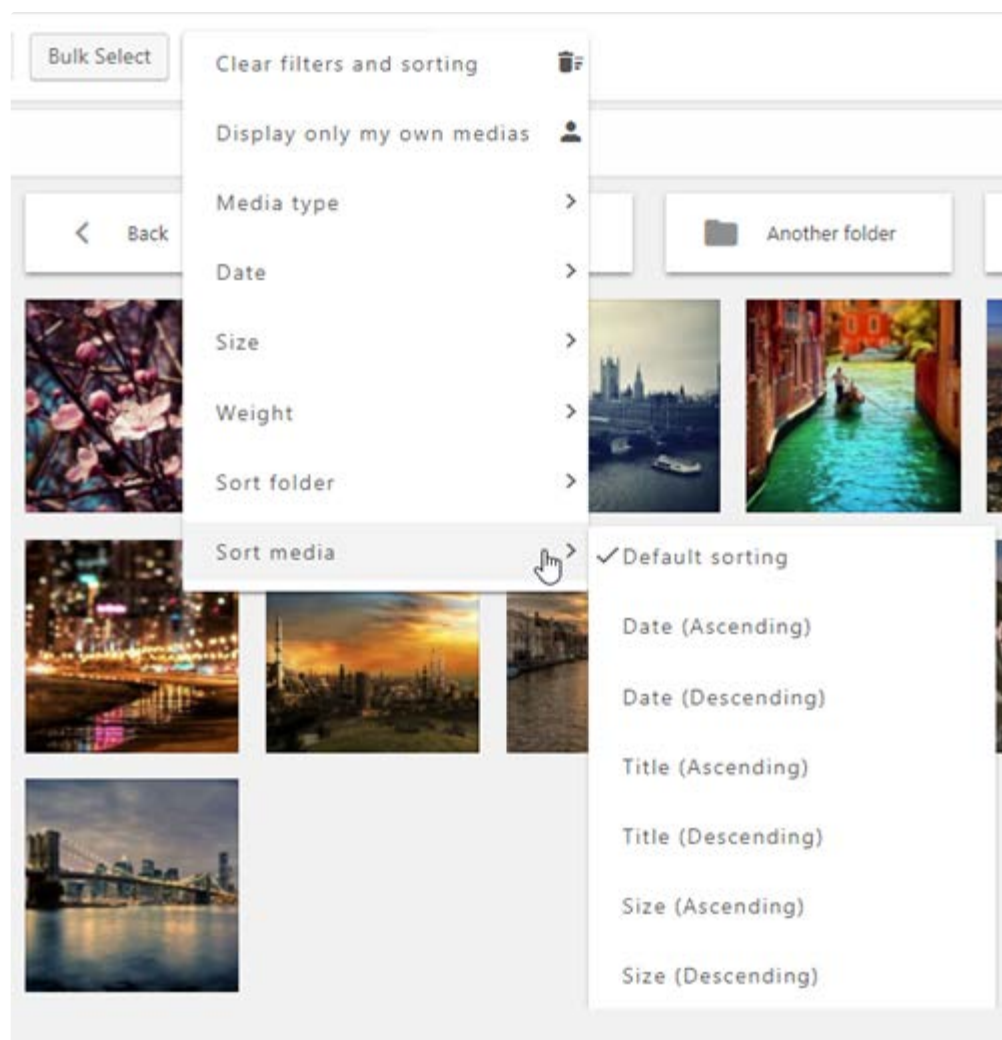 Bulk Select
Clear filters and sorting
Display only my own medias
Media type
Date
Size
Weight
Sort folder
Sort media
Back
Another folder
Default sorting
Date (Ascending)
Date (Descending)
Title (Ascending)
Title (Descending)
Size (Ascending)
Size (Descending)